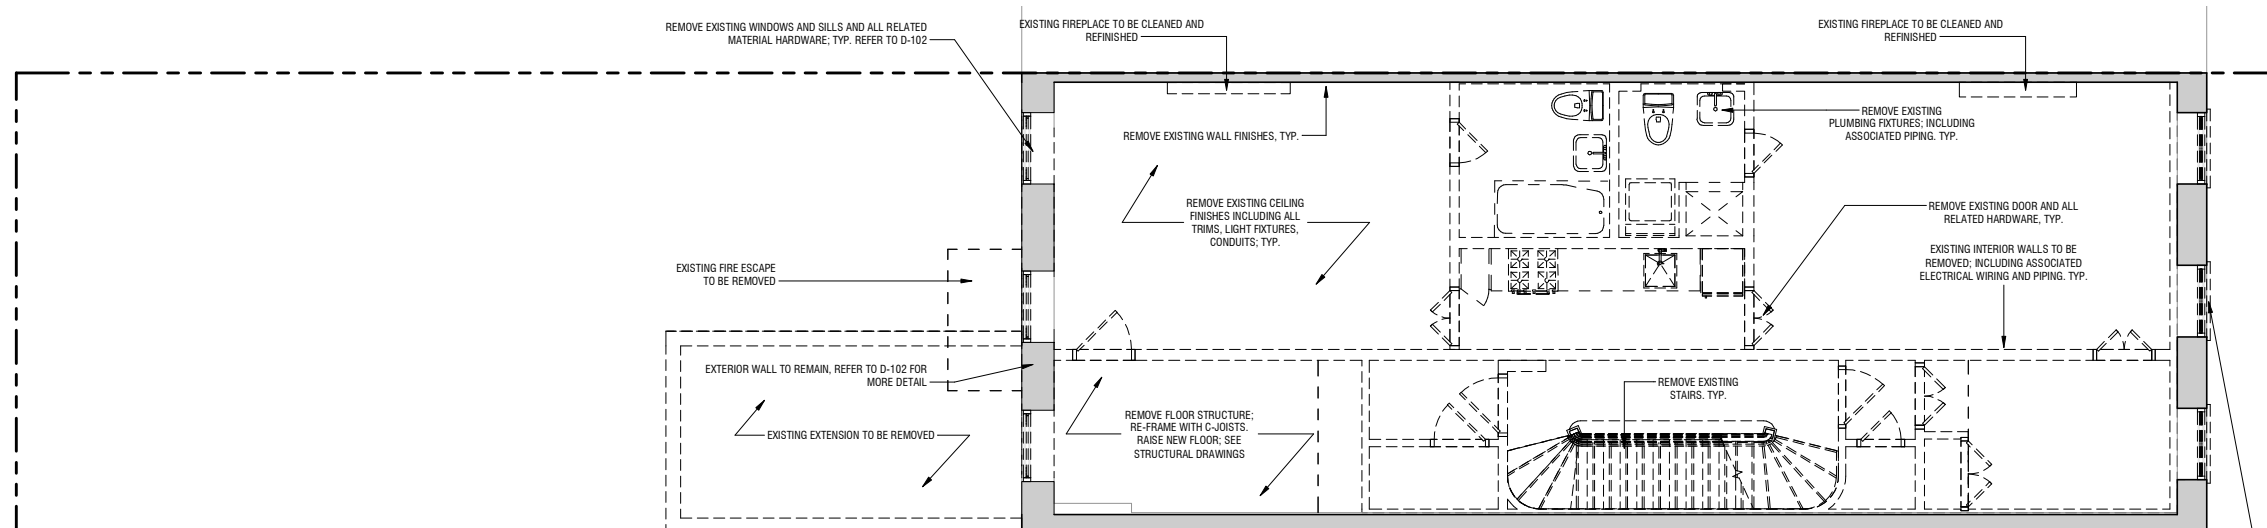 REMOVE EXISTING WINDOWS AND SILLS AND ALL RELATED
MATERIAL HARDWARE; TYP. REFER TO D-102
EXISTING FIREPLACE TO BE CLEANED AND
REFINISHED
EXISTING FIREPLACE TO BE CLEANED AND
REFINISHED
REMOVE EXISTING WALL FINISHES, TYP.
REMOVE EXISTING
PLUMBING FIXTURES; INCLUDING
ASSOCIATED PIPING. TYP.
REMOVE EXISTING CEILING
FINISHES INCLUDING ALL
TRIMS, LIGHT FIXTURES,
CONDUITS; TYP.
REMOVE EXISTING DOOR AND ALL
RELATED HARDWARE, TYP.
EXISTING INTERIOR WALLS TO BE
REMOVED; INCLUDING ASSOCIATED
ELECTRICAL WIRING AND PIPING. TYP.
EXISTING FIRE ESCAPE
TO BE REMOVED
EXTERIOR WALL TO REMAIN, REFER TO D-102 FOR
MORE DETAIL
REMOVE EXISTING
STAIRS. TYP.
REMOVE FLOOR STRUCTURE;
RE-FRAME WITH C-JOISTS.
RAISE NEW FLOOR; SEE
STRUCTURAL DRAWINGS
EXISTING EXTENSION TO BE REMOVED